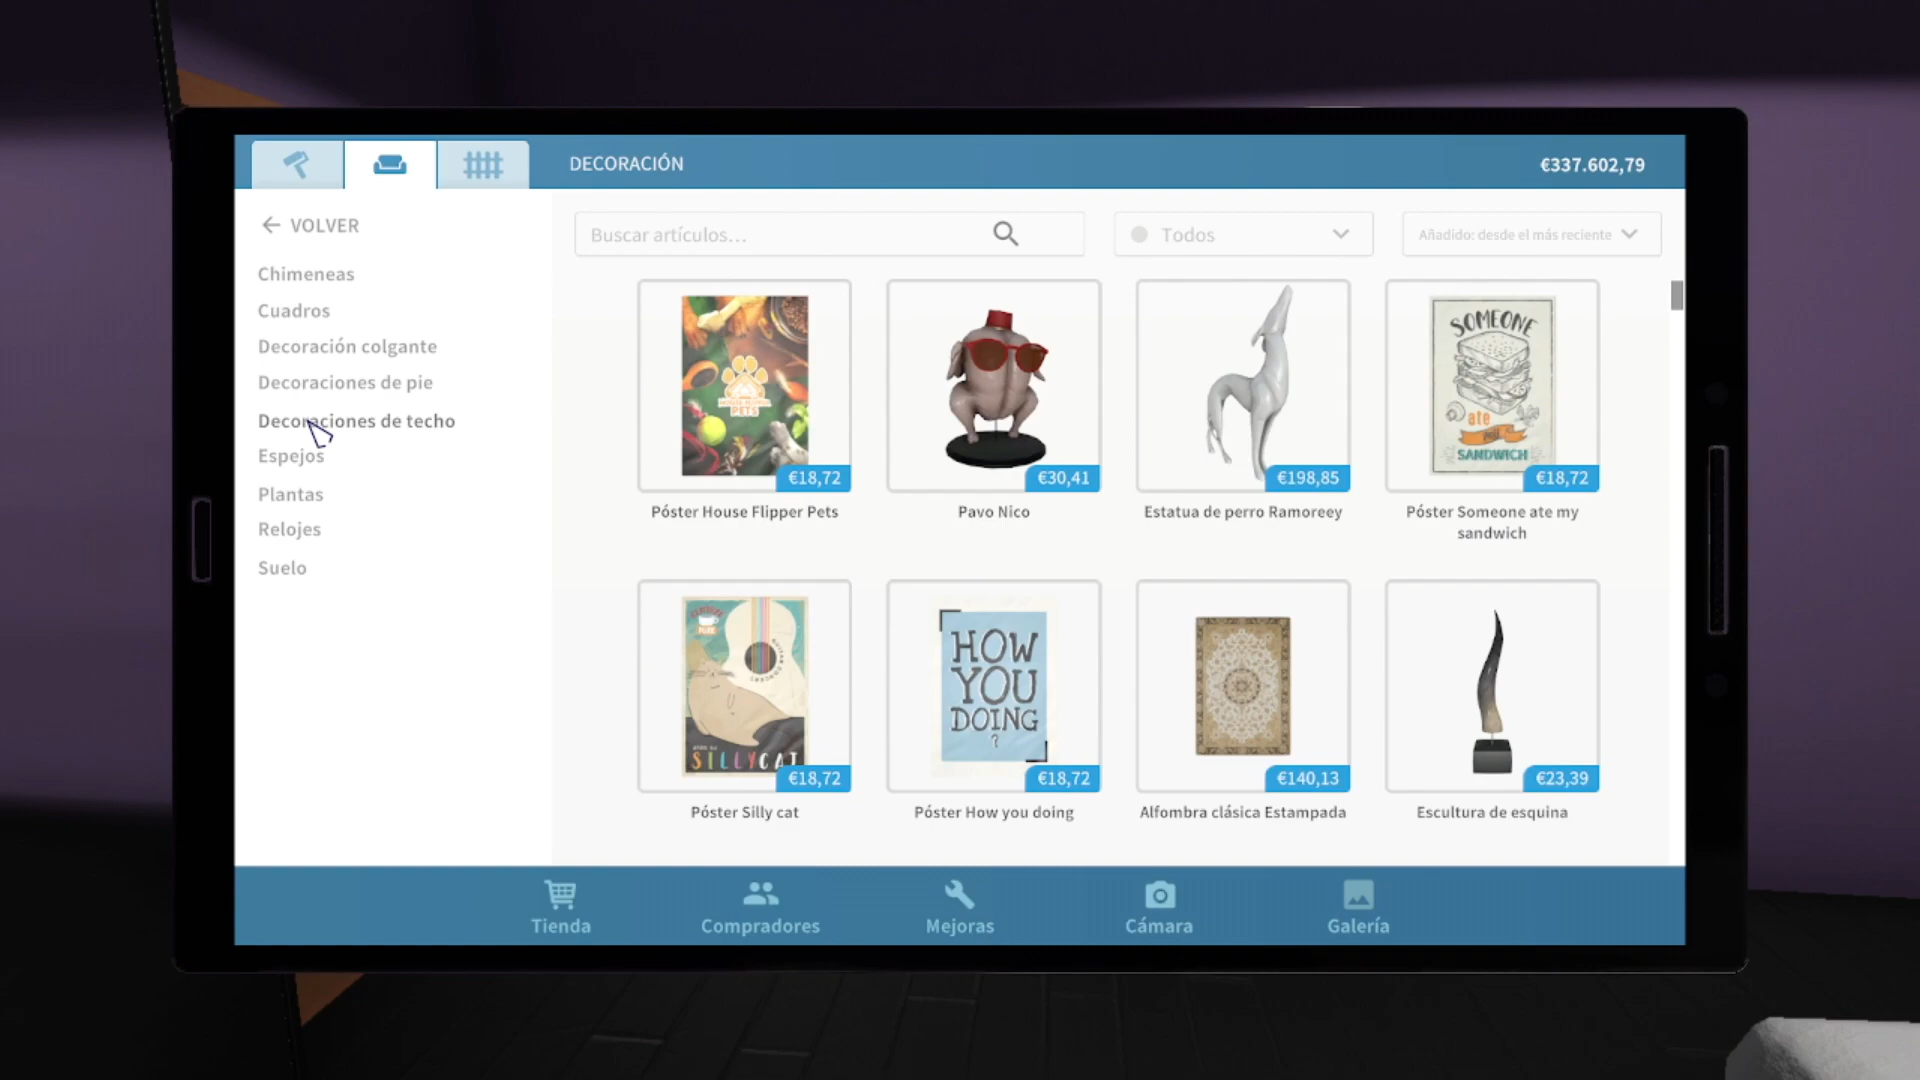 DECORACIÓN
€337.602,79
VOLVER
Buscar artículos...
Todos
Añadido: desde el más reciente
Chimeneas
Cuadros
Decoración colgante
Decoraciones de pie
Decoraciones de techo
Espejos
Plantas
Relojes
Suelo
HOUSE FLIPPER
PETS
€18,72
Póster House Flipper Pets
€30,41
Pavo Nico
€198,85
Estatua de perro Ramoreey
SOMEONE
ate
SANDWICH
€18,72
Póster Someone ate my
sandwich
SILLYCAT
€18,72
Póster Silly cat
HOW
YOU
DOING
?
€18,72
Póster How you doing
€140,13
Alfombra clásica Estampada
€23,39
Escultura de esquina
Tienda
Compradores
Mejoras
Cámara
Galería